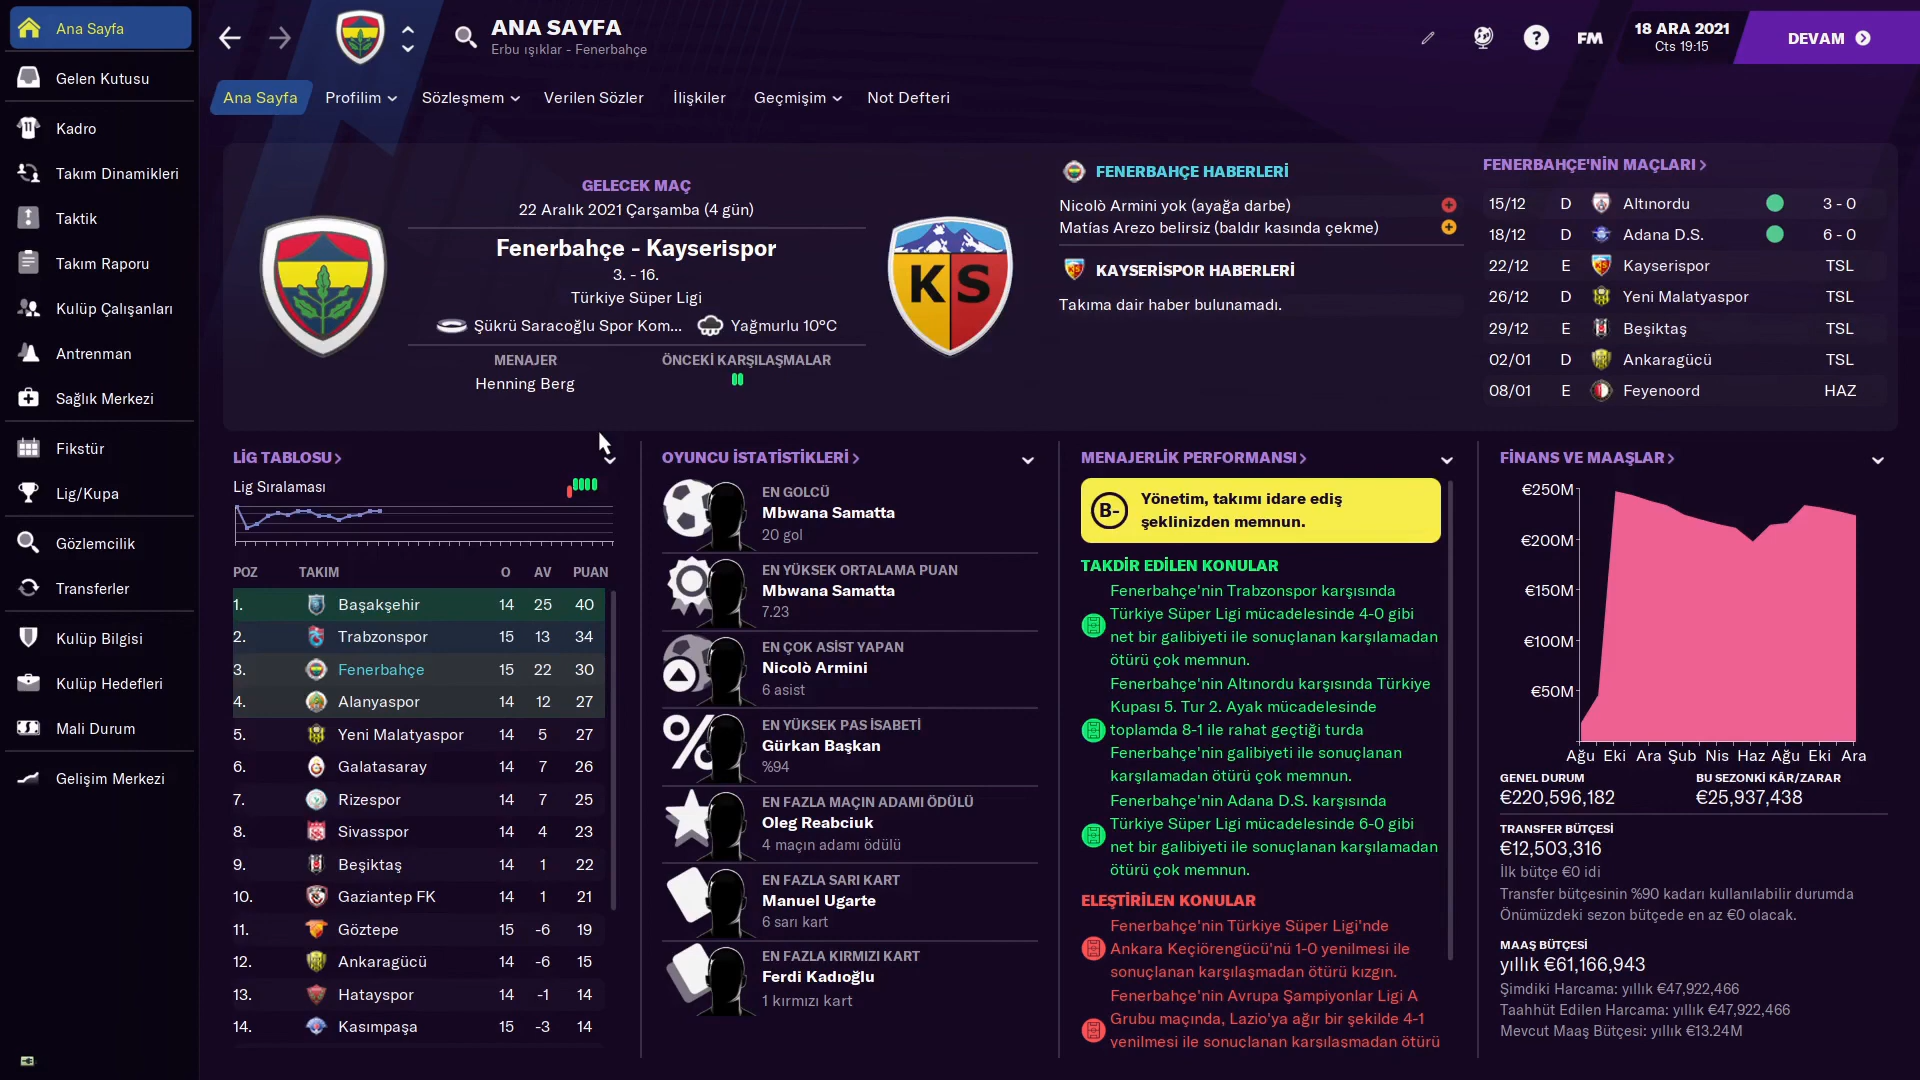 Ana Sayfa
Gelen Kutusu
Kadro
Takım Dinamikleri
Taktik
Takım Raporu
Kulüp Çalışanları
Antrenman
Sağlık Merkezi
Fikstür
Lig/Kupa
Gözlemcilik
Transferler
Kulüp Bilgisi
Kulüp Hedefleri
Mali Durum
Gelişim Merkezi
ANA SAYFA
Erbu ışıklar - Fenerbahçe
FM
18 ARA 2021
Cts 19:15
DEVAM
Ana Sayfa Profilim Sözleşmem Verilen Sözler İlişkiler Geçmişim Not Defteri
GELECEK MAÇ
22 Aralık 2021 Çarşamba (4 gün)
Fenerbahçe - Kayserispor
3. - 16.
Türkiye Süper Ligi
Şükrü Saracoğlu Spor Kom... Yağmurlu 10°C
MENAJER
Henning Berg
ÖNCEKİ KARŞILAŞMALAR
KS
FENERBAHÇE HABERLERİ
Nicolò Armini yok (ayağa darbe)
Matías Arezo belirsiz (baldır kasında çekme)
KAYSERİSPOR HABERLERİ
Takıma dair haber bulunamadı.
FENERBAHÇE'NİN MAÇLARI
15/12 D Altınordu 3 - 0
18/12 D Adana D.S. 6 - 0
22/12 E Kayserispor TSL
26/12 D Yeni Malatyaspor TSL
29/12 E Beşiktaş TSL
02/01 D Ankaragücü TSL
08/01 E Feyenoord HAZ
LİG TABLOSU
Lig Sıralaması
POZ TAKIM O AV PUAN
1. Başakşehir 14 25 40
2. Trabzonspor 15 13 34
3. Fenerbahçe 15 22 30
4. Alanyaspor 14 12 27
5. Yeni Malatyaspor 14 5 27
6. Galatasaray 14 7 26
7. Rizespor 14 7 25
8. Sivasspor 14 4 23
9. Beşiktaş 14 1 22
10. Gaziantep FK 14 1 21
11. Göztepe 15 -6 19
12. Ankaragücü 14 -6 15
13. Hatayspor 14 -1 14
14. Kasımpaşa 15 -3 14
OYUNCU İSTATİSTİKLERİ
EN GOLCÜ
Mbwana Samatta
20 gol
EN YÜKSEK ORTALAMA PUAN
Mbwana Samatta
7.23
EN ÇOK ASİST YAPAN
Nicolò Armini
6 asist
EN YÜKSEK PAS İSABETİ
Gürkan Başkan
%94
EN FAZLA MAÇIN ADAMI ÖDÜLÜ
Oleg Reabciuk
4 maçın adamı ödülü
EN FAZLA SARI KART
Manuel Ugarte
6 sarı kart
EN FAZLA KIRMIZI KART
Ferdi Kadıoğlu
1 kırmızı kart
MENAJERLİK PERFORMANSI
B-
Yönetim, takımı idare ediş
şeklinizden memnun.
TAKDİR EDİLEN KONULAR
Fenerbahçe'nin Trabzonspor karşısında
Türkiye Süper Ligi mücadelesinde 4-0 gibi
net bir galibiyeti ile sonuçlanan karşılamadan
ötürü çok memnun.
Fenerbahçe'nin Altınordu karşısında Türkiye
Kupası 5. Tur 2. Ayak mücadelesinde
toplamda 8-1 ile rahat geçtiği turda
Fenerbahçe'nin galibiyeti ile sonuçlanan
karşılamadan ötürü çok memnun.
Fenerbahçe'nin Adana D.S. karşısında
Türkiye Süper Ligi mücadelesinde 6-0 gibi
net bir galibiyeti ile sonuçlanan karşılamadan
ötürü çok memnun.
ELEŞTİRİLEN KONULAR
Fenerbahçe'nin Türkiye Süper Ligi'nde
Ankara Keçiörengücü'nü 1-0 yenilmesi ile
sonuçlanan karşılaşmadan ötürü kızgın.
Fenerbahçe'nin Avrupa Şampiyonlar Ligi A
Grubu maçında, Lazio'ya ağır bir şekilde 4-1
yenilmesi ile sonuçlanan karşılaşmadan ötürü
FİNANS VE MAAŞLAR
€250M
€200M
€150M
€100M
€50M
Ağu Eki Ara Şub Nis Haz Ağu Eki Ara
GENEL DURUM
€220,596,182
BU SEZONKİ KÂR/ZARAR
€25,937,438
TRANSFER BÜTÇESİ
€12,503,316
İlk bütçe €0 idi
Transfer bütçesinin %90 kadarı kullanılabilir durumda
Önümüzdeki sezon bütçede en az €0 olacak.
MAAŞ BÜTÇESİ
yıllık €61,166,943
Şimdiki Harcama: yıllık €47,922,466
Taahhüt Edilen Harcama: yıllık €47,922,466
Mevcut Maaş Bütçesi: yıllık €13.24M